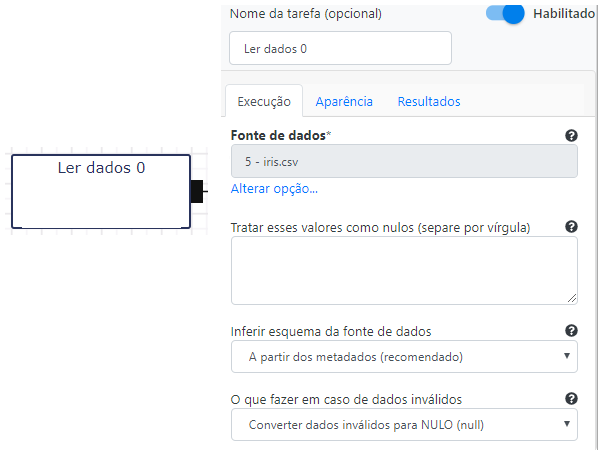 Nome da tarefa (opcional)
Habilitado
Ler dados 0
Execução Aparência Resultados
Fonte de dados*
Ler dados 0
5 - iris.csv
Alterar opção...
Tratar esses valores como nulos (separe por vírgula)
Inferir esquema da fonte de dados
A partir dos metadados (recomendado)
O que fazer em caso de dados inválidos
Converter dados inválidos para NULO (null)